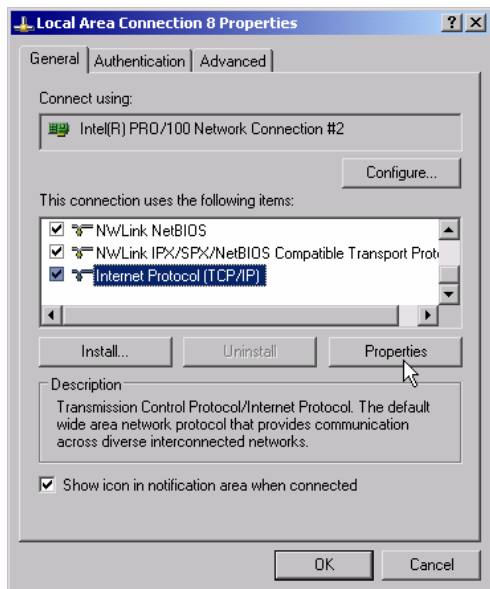 Local Area Connection 8 Properties
General Authentication Advanced
Connect using:
Intel(R) PRO/100 Network Connection #2
Configure...
This connection uses the following items:
NWLink NetBIOS
NWLink IPX/SPX/NetBIOS Compatible Transport Proto
Internet Protocol (TCP/IP)
Install... Uninstall Properties
Description
Transmission Control Protocol/Internet Protocol. The default
wide area network protocol that provides communication
across diverse interconnected networks.
Show icon in notification area when connected
OK Cancel